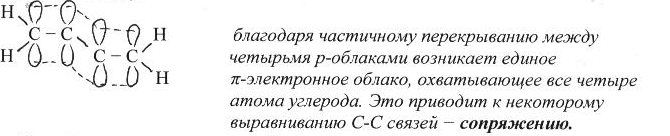 H
C – C
H
C – C
H
H
благодаря частичному перекрыванию между
четырьмя p-облаками возникает единое
π-электронное облако, охватывающее все четыре
атома углерода. Это приводит к некоторому
выравниванию С-С связей − сопряжению.